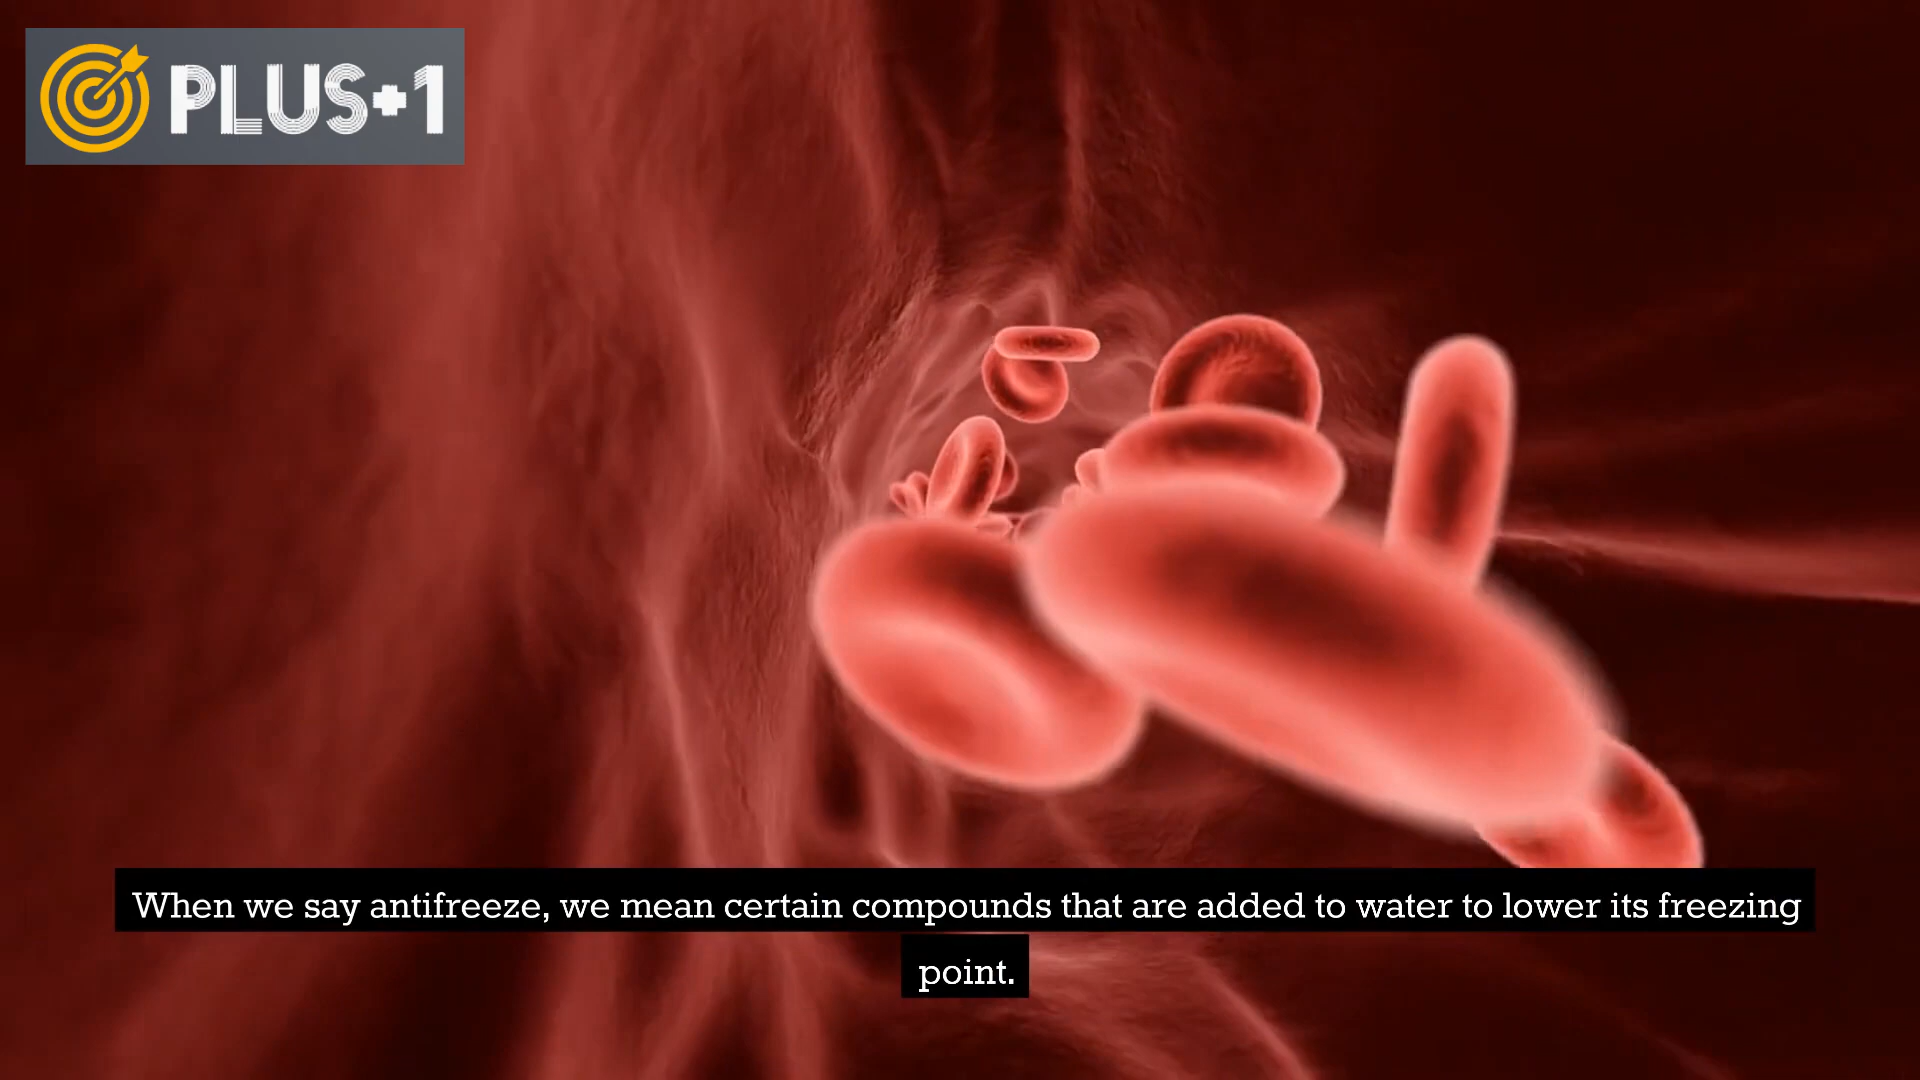 PLUS+1
When we say antifreeze, we mean certain compounds that are added to water to lower its freezing
point.